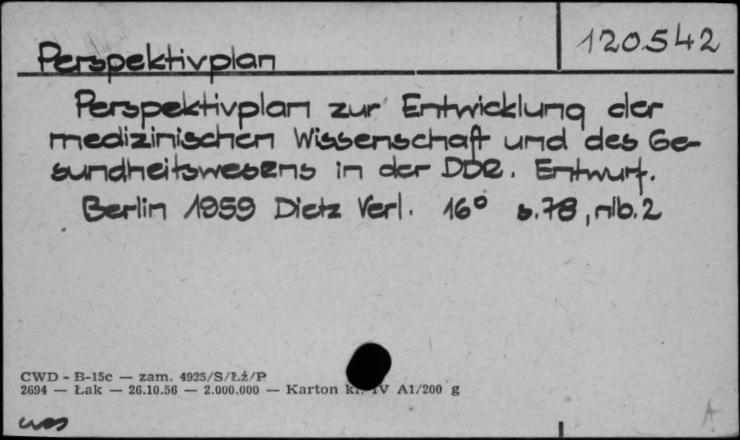 120542
Perspektivplan
Perspektivplan zur Entwicklung der
medizinischen Wissenschaft und des Ge-
sundheitswesens in der DDR. Entwurf.
Berlin 1959 Dietz Verl. 16° s.78, nlb.2
CWD - B-15c — zam. 4925/S/Łź/P
2694 — Łak — 26.10.56 — 2.000.000 — Karton kl. IV A1/200 g
A